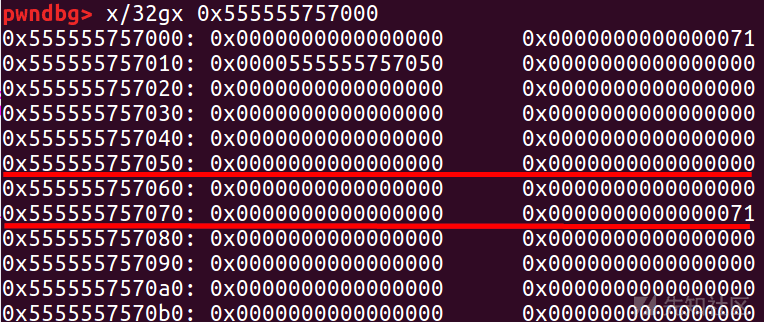 pwndbg> x/32gx 0x555555757000
0x555555757000: 0x0000000000000000 0x0000000000000071
0x555555757010: 0x0000555555757050 0x0000000000000000
0x555555757020: 0x0000000000000000 0x0000000000000000
0x555555757030: 0x0000000000000000 0x0000000000000000
0x555555757040: 0x0000000000000000 0x0000000000000000
0x555555757050: 0x0000000000000000 0x0000000000000000
0x555555757060: 0x0000000000000000 0x0000000000000000
0x555555757070: 0x0000000000000000 0x0000000000000071
0x555555757080: 0x0000000000000000 0x0000000000000000
0x555555757090: 0x0000000000000000 0x0000000000000000
0x5555557570a0: 0x0000000000000000 0x0000000000000000
0x5555557570b0: 0x0000000000000000 0x0000000000000000
先知社区